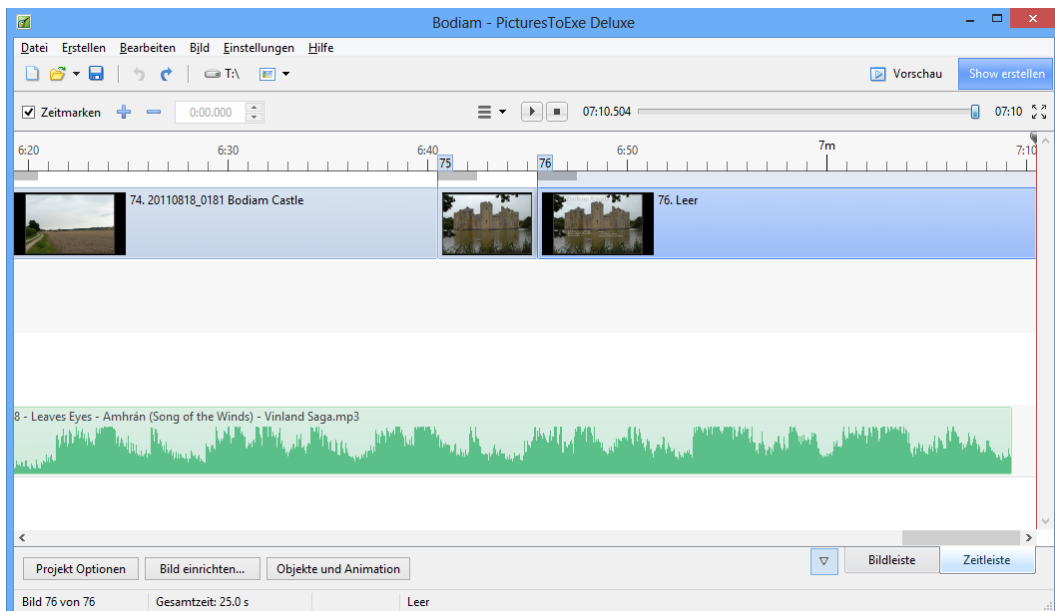 Bodiam - PicturesToExe Deluxe
Datei Erstellen Bearbeiten Bild Einstellungen Hilfe
T:\ Vorschau Show erstellen
Zeitmarken 0:00.000 07:10.504 07:10
6:20 6:30 6:40 6:50 7m 7:10
75 76
74. 20110818_0181 Bodiam Castle 76. Leer
8 - Leaves Eyes - Amhrán (Song of the Winds) - Vinland Saga.mp3
Projekt Optionen Bild einrichten... Objekte und Animation Bildleiste Zeitleiste
Bild 76 von 76 Gesamtzeit: 25.0 s Leer